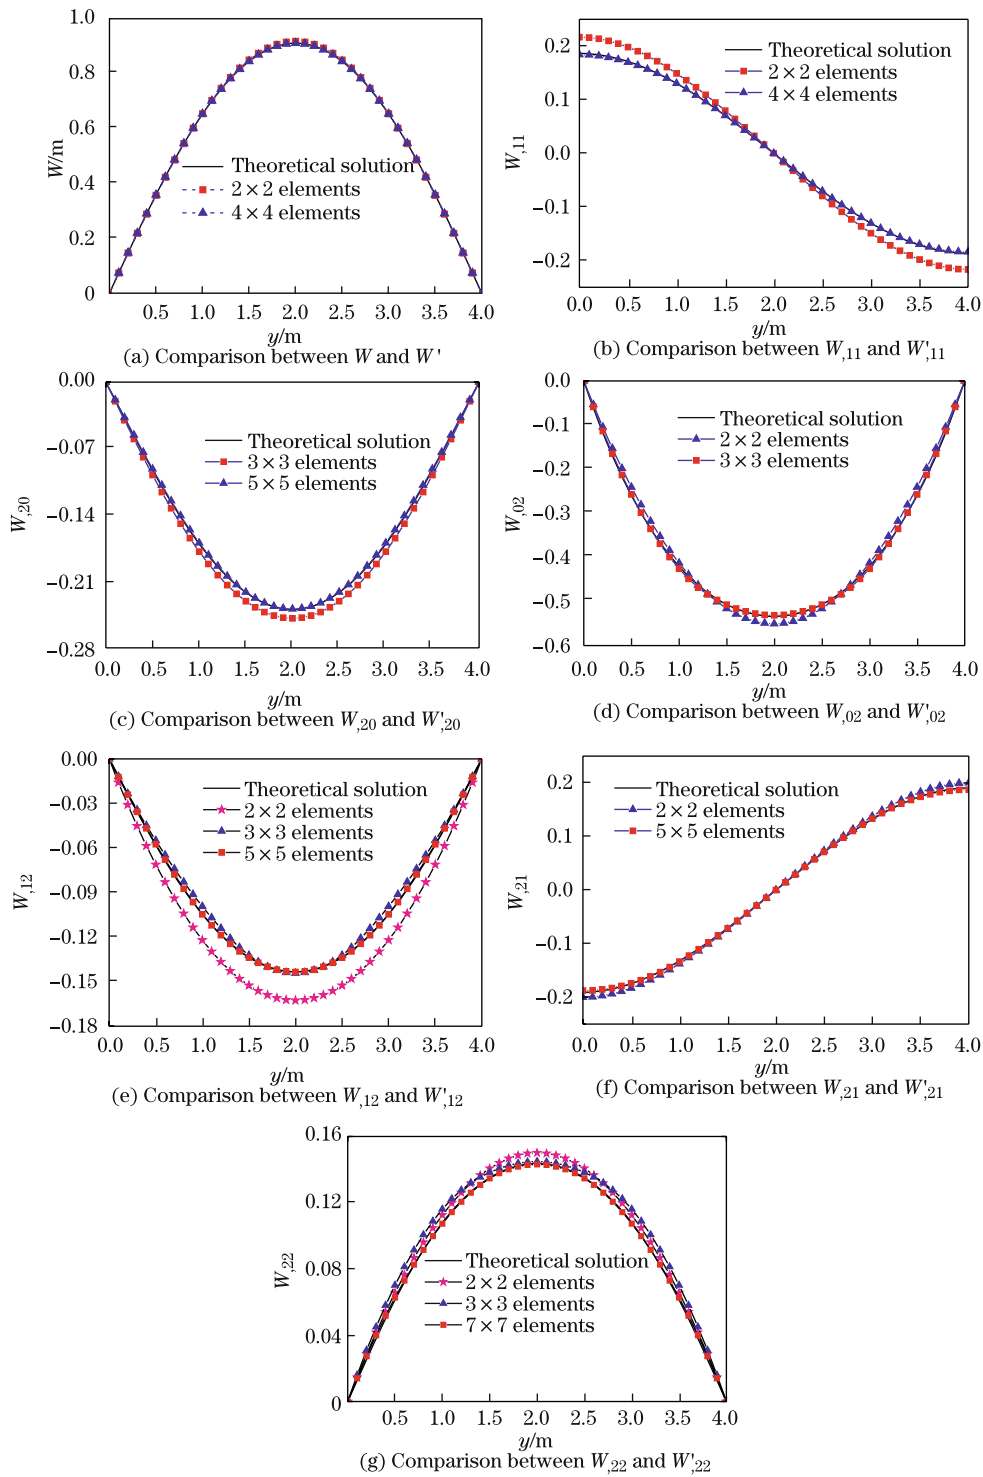 1.0
0.8
0.6
0.4
0.2
0
W/m
Theoretical solution
2×2 elements
4×4 elements
0.5 1.0 1.5 2.0 2.5 3.0 3.5 4.0
y/m
(a) Comparison between W and W'
0.2
0.1
0.0
−0.1
−0.2
W,11
Theoretical solution
2×2 elements
4×4 elements
0.0 0.5 1.0 1.5 2.0 2.5 3.0 3.5 4.0
y/m
(b) Comparison between W,11 and W',11
0.00
−0.07
−0.14
−0.21
−0.28
W,20
Theoretical solution
3×3 elements
5×5 elements
0.0 0.5 1.0 1.5 2.0 2.5 3.0 3.5 4.0
y/m
(c) Comparison between W,20 and W',20
0.0
−0.1
−0.2
−0.3
−0.4
−0.5
−0.6
W,02
Theoretical solution
2×2 elements
3×3 elements
0.0 0.5 1.0 1.5 2.0 2.5 3.0 3.5 4.0
y/m
(d) Comparison between W,02 and W',02
0.00
−0.03
−0.06
−0.09
−0.12
−0.15
−0.18
W,12
Theoretical solution
2×2 elements
3×3 elements
5×5 elements
0.0 0.5 1.0 1.5 2.0 2.5 3.0 3.5 4.0
y/m
(e) Comparison between W,12 and W',12
0.2
0.1
0.0
−0.1
−0.2
W,21
Theoretical solution
2×2 elements
5×5 elements
0.0 0.5 1.0 1.5 2.0 2.5 3.0 3.5 4.0
y/m
(f) Comparison between W,21 and W',21
0.16
0.12
0.08
0.04
0
W,22
Theoretical solution
2×2 elements
3×3 elements
7×7 elements
0.5 1.0 1.5 2.0 2.5 3.0 3.5 4.0
y/m
(g) Comparison between W,22 and W',22